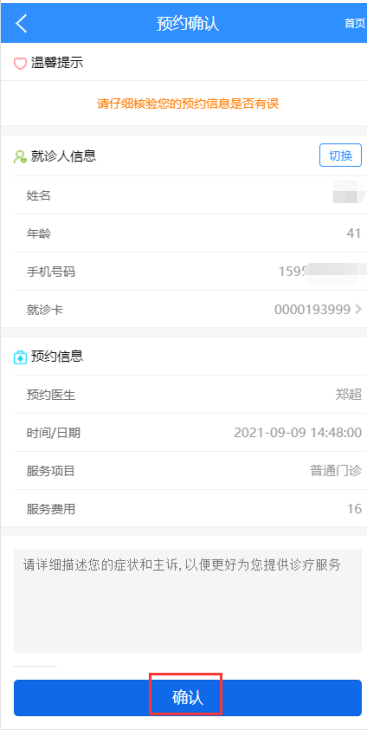 预约确认 首页
温馨提示
请仔细核验您的预约信息是否有误
就诊人信息 切换
姓名
年龄 41
手机号码 159
就诊卡 0000193999
预约信息
预约医生 郑超
时间/日期 2021-09-09 14:48:00
服务项目 普通门诊
服务费用 16
请详细描述您的症状和主诉,以便更好为您提供诊疗服务
确认